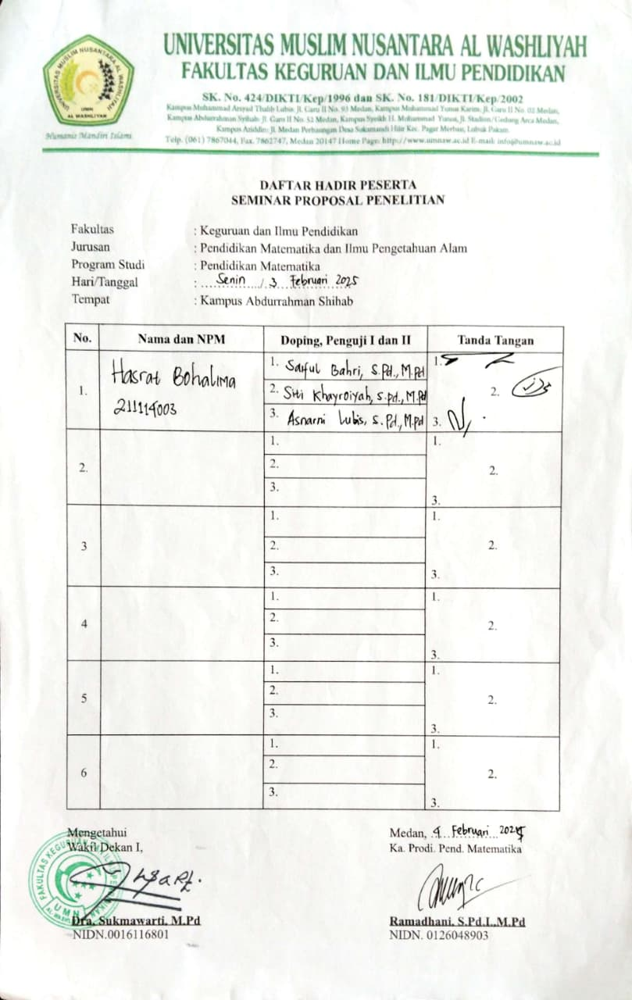 UNIVERSITAS MUSLIM NUSANTARA AL WASHLIYAH
FAKULTAS KEGURUAN DAN ILMU PENDIDIKAN
SK. No. 424/DIKTI/Kep/1996 dan SK. No. 181/DIKTI/Kep/2002
Kampus Muhammad Arsyad Thalib Lubis: Jl. Garu II No. 93 Medan, Kampus Muhammad Yunus Karim: Jl. Garu II No. 02 Medan,
Kampus Abdurrahman Syihab: Jl. Garu II No. 52 Medan, Kampus Syeikh H. Muhammad Yunus, Jl. Stadion/Gedung Arca Medan,
Kampus Aziddin: Jl. Medan Perbaungan Desa Sukamandi Hilir Kec. Pagar Merbau, Lubuk Pakam.
Telp. (061) 7867044, Fax. 7862747, Medan 20147 Home Page: http://www.umnaw.ac.id E-mail: info@umnaw.ac.id
UNIVERSITAS MUSLIM NUSANTARA AL WASHLIYAH
UMN
AL WASHLIYAH
Humanis Mandiri Islami
DAFTAR HADIR PESERTA
SEMINAR PROPOSAL PENELITIAN
Fakultas : Keguruan dan Ilmu Pendidikan
Jurusan : Pendidikan Matematika dan Ilmu Pengetahuan Alam
Program Studi : Pendidikan Matematika
Hari/Tanggal : Senin / 3 Februari 2025
Tempat : Kampus Abdurrahman Shihab
No. Nama dan NPM Doping, Penguji I dan II Tanda Tangan
1. Hasrat Bohalima
211114003
1. Saiful Bahri, S.Pd., M.Pd
2. Siti Khayroiyah, S.pd., M.Pd
3. Asnarni Lubis, S.Pd., M.Pd
1.
2.
3.
2.
1.
2.
3.
1.
2.
3.
3
1.
2.
3.
1.
2.
3.
4
1.
2.
3.
1.
2.
3.
5
1.
2.
3.
1.
2.
3.
6
1.
2.
3.
1.
2.
3.
Mengetahui
Wakil Dekan I,
FAKULTAS KEGURUAN
UMN
Dra. Sukmawarti, M.Pd
NIDN.0016116801
Medan, 4 Februari 2025
Ka. Prodi. Pend. Matematika
Ramadhani, S.Pd.I.,M.Pd
NIDN. 0126048903